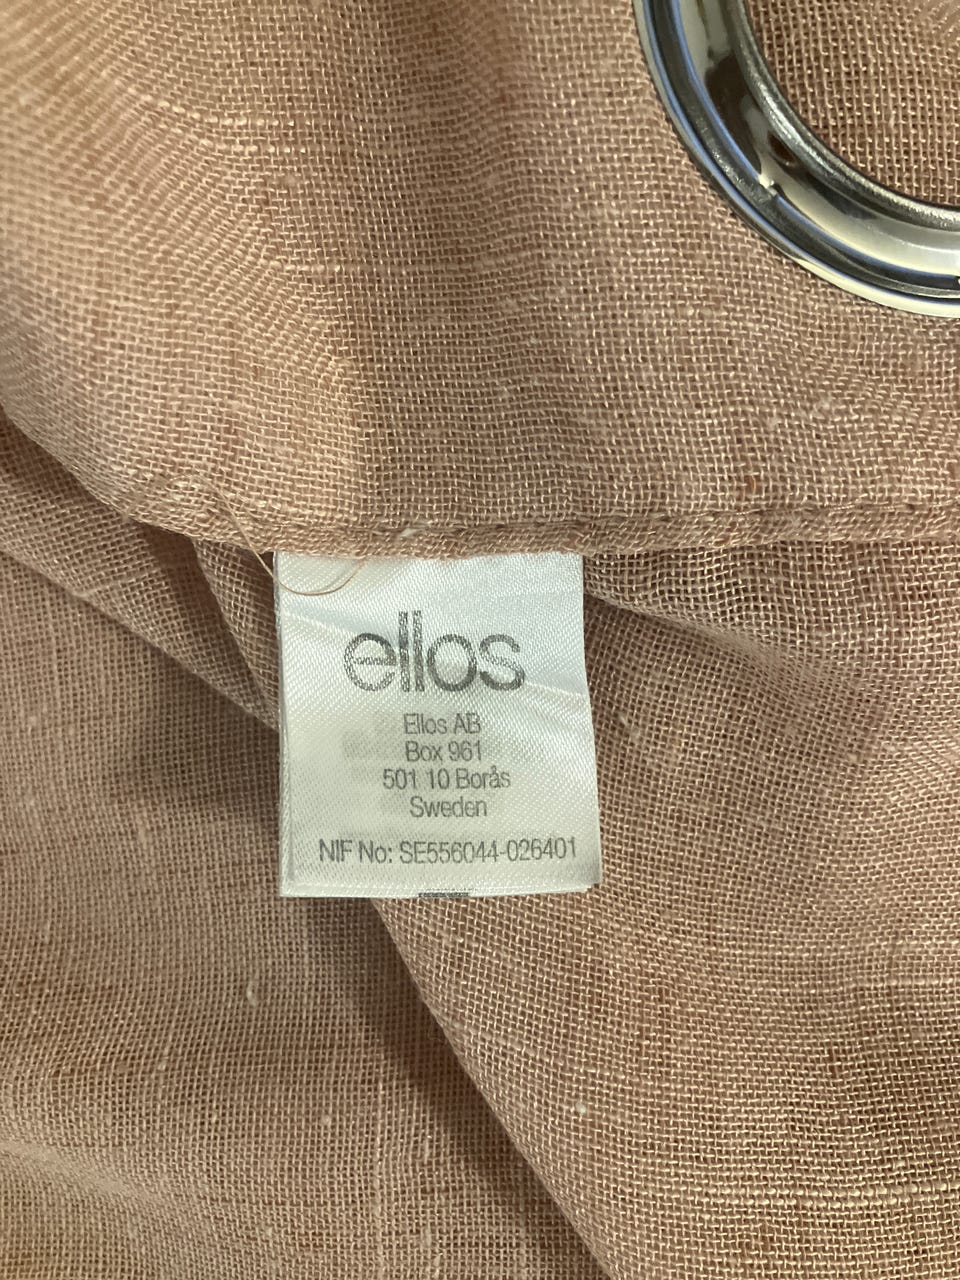 ellos
Ellos AB
Box 961
501 10 Borås
Sweden
NIF No: SE556044-026401